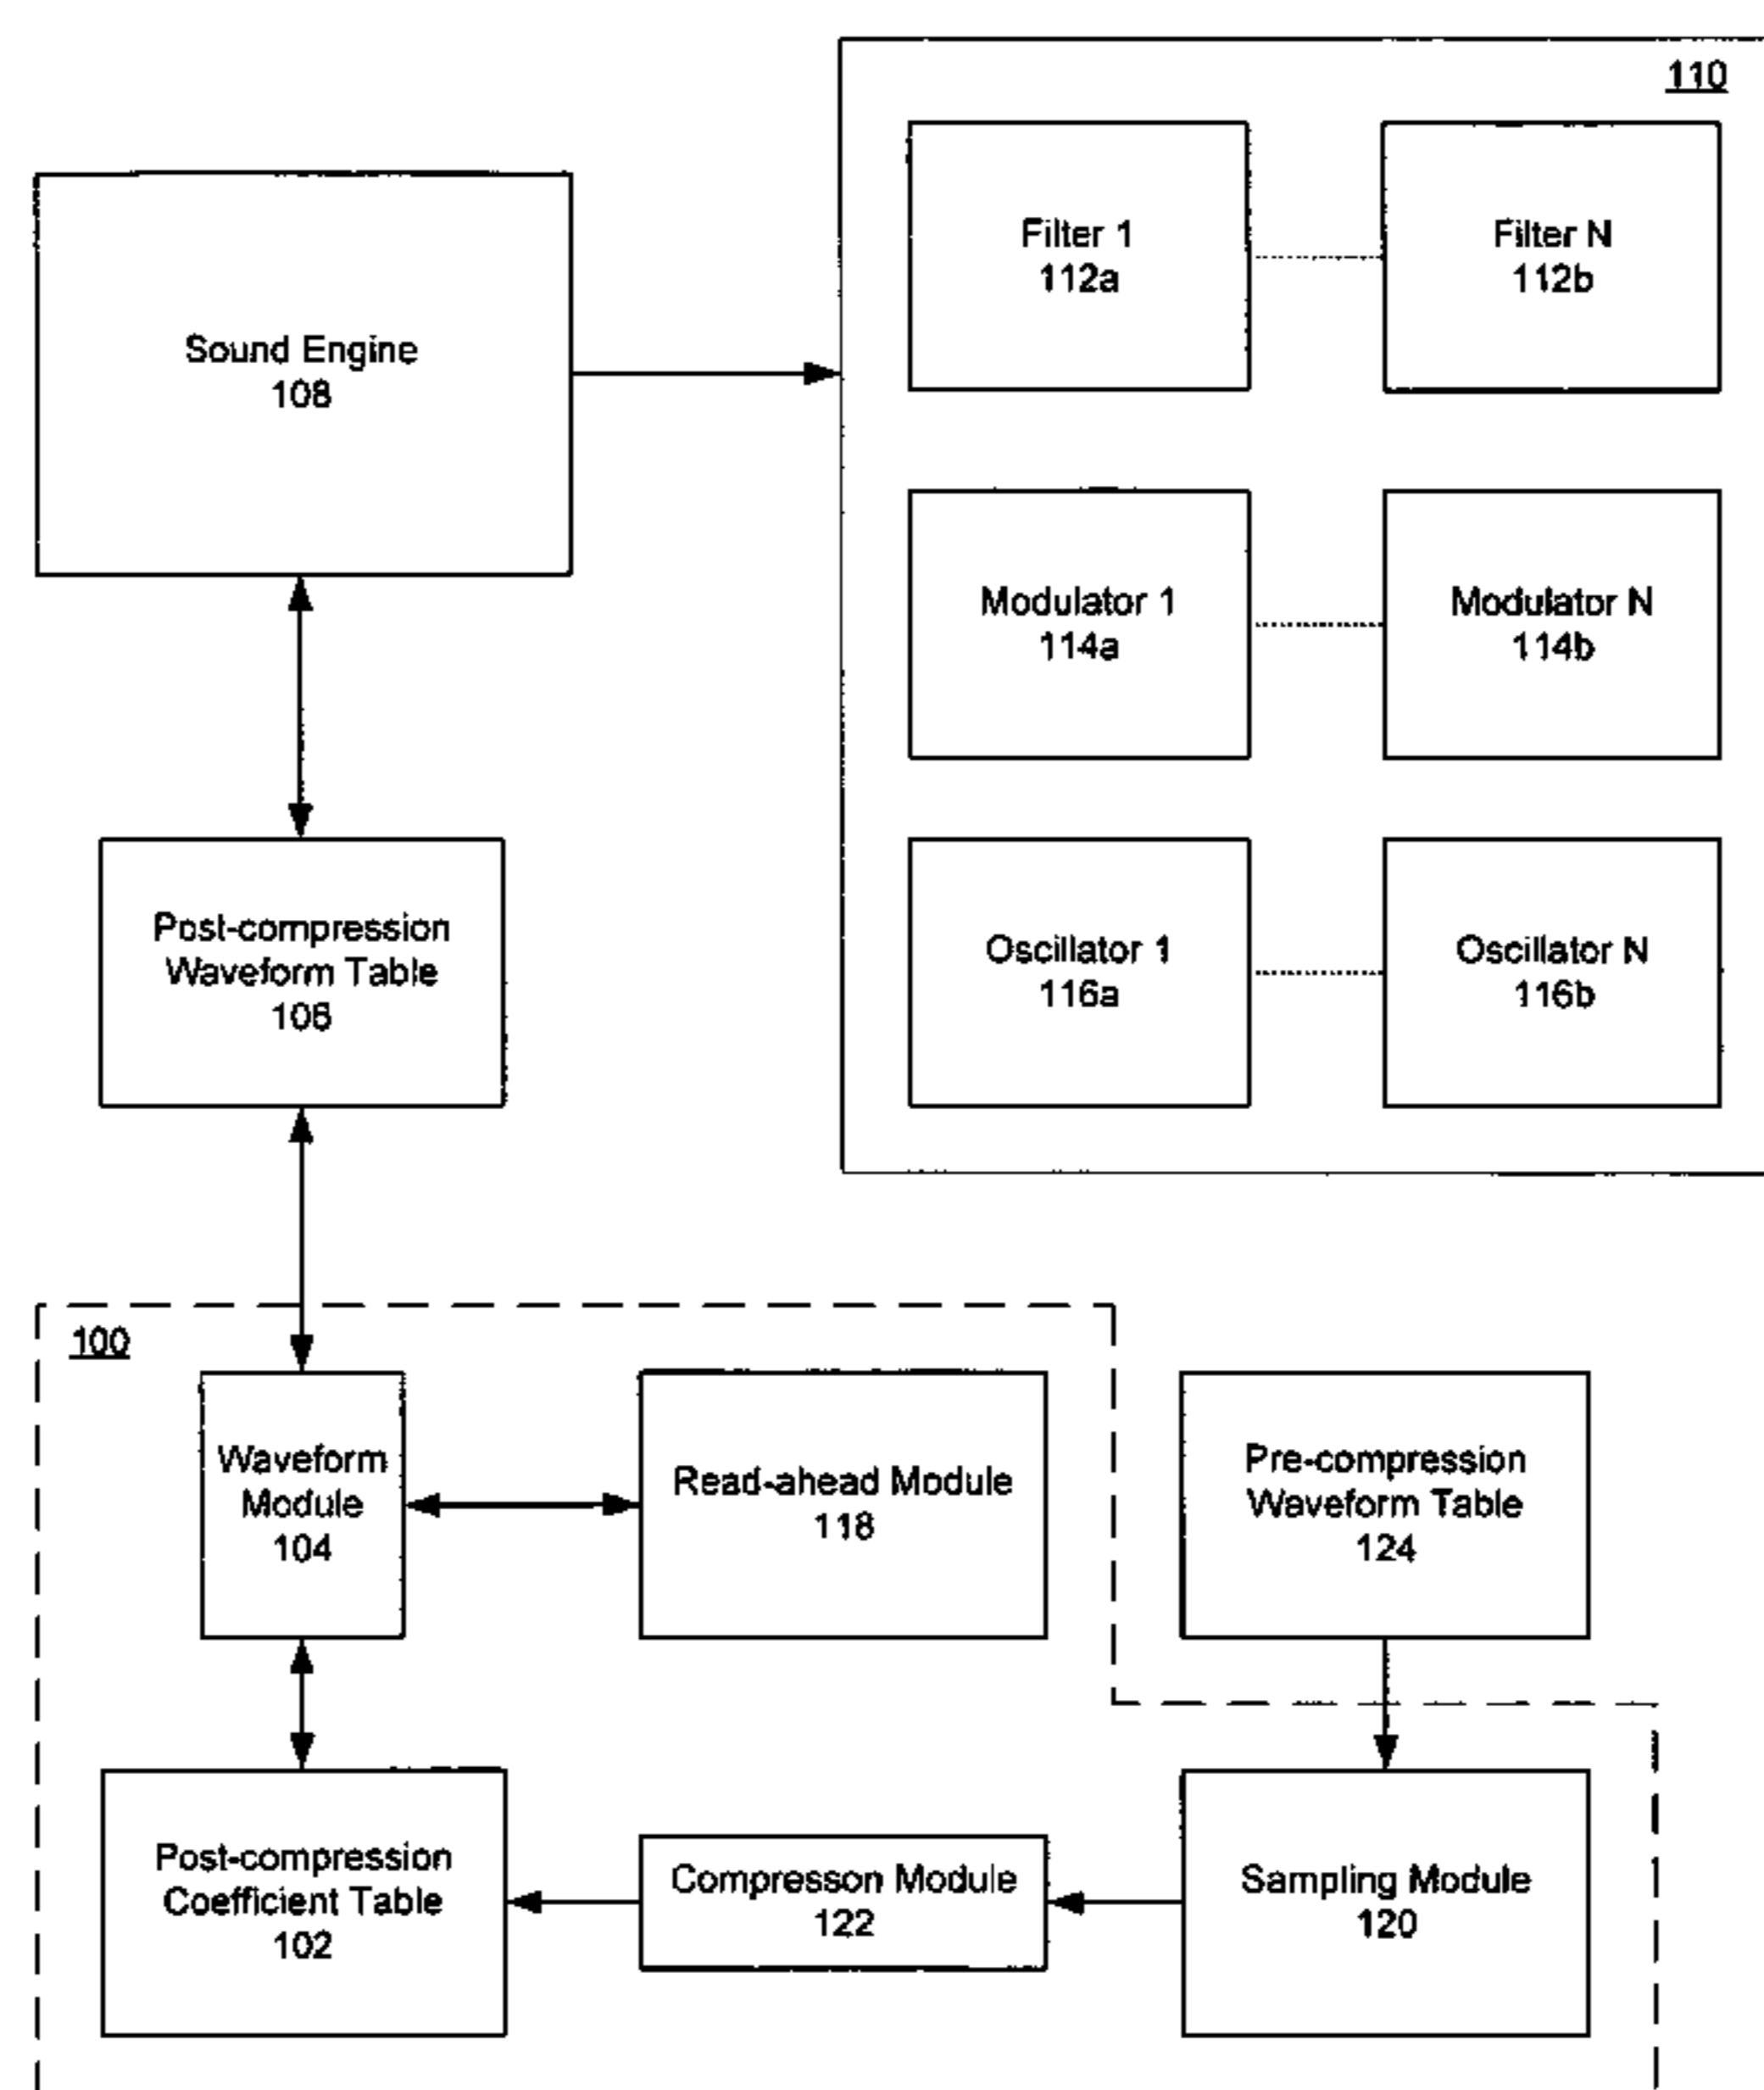 110
Filter 1
112a
Filter N
112b
Sound Engine
108
Modulator 1
114a
Modulator N
114b
Post-compression
Waveform Table
106
Oscillator 1
116a
Oscillator N
116b
100
Waveform
Module
104
Read-ahead Module
118
Pre-compression
Waveform Table
124
Post-compression
Coefficient Table
102
Compresson Module
122
Sampling Module
120